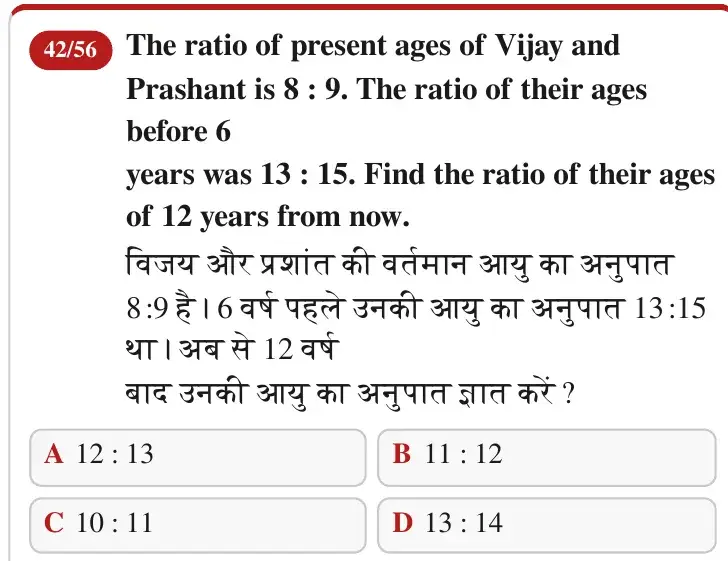 42/56 The ratio of present ages of Vijay and
Prashant is 8 : 9. The ratio of their ages
before 6
years was 13 : 15. Find the ratio of their ages
of 12 years from now.
विजय और प्रशांत की वर्तमान आयु का अनुपात
8:9 है। 6 वर्ष पहले उनकी आयु का अनुपात 13:15
था। अब से 12 वर्ष
बाद उनकी आयु का अनुपात ज्ञात करें ?
A 12 : 13
B 11 : 12
C 10 : 11
D 13 : 14